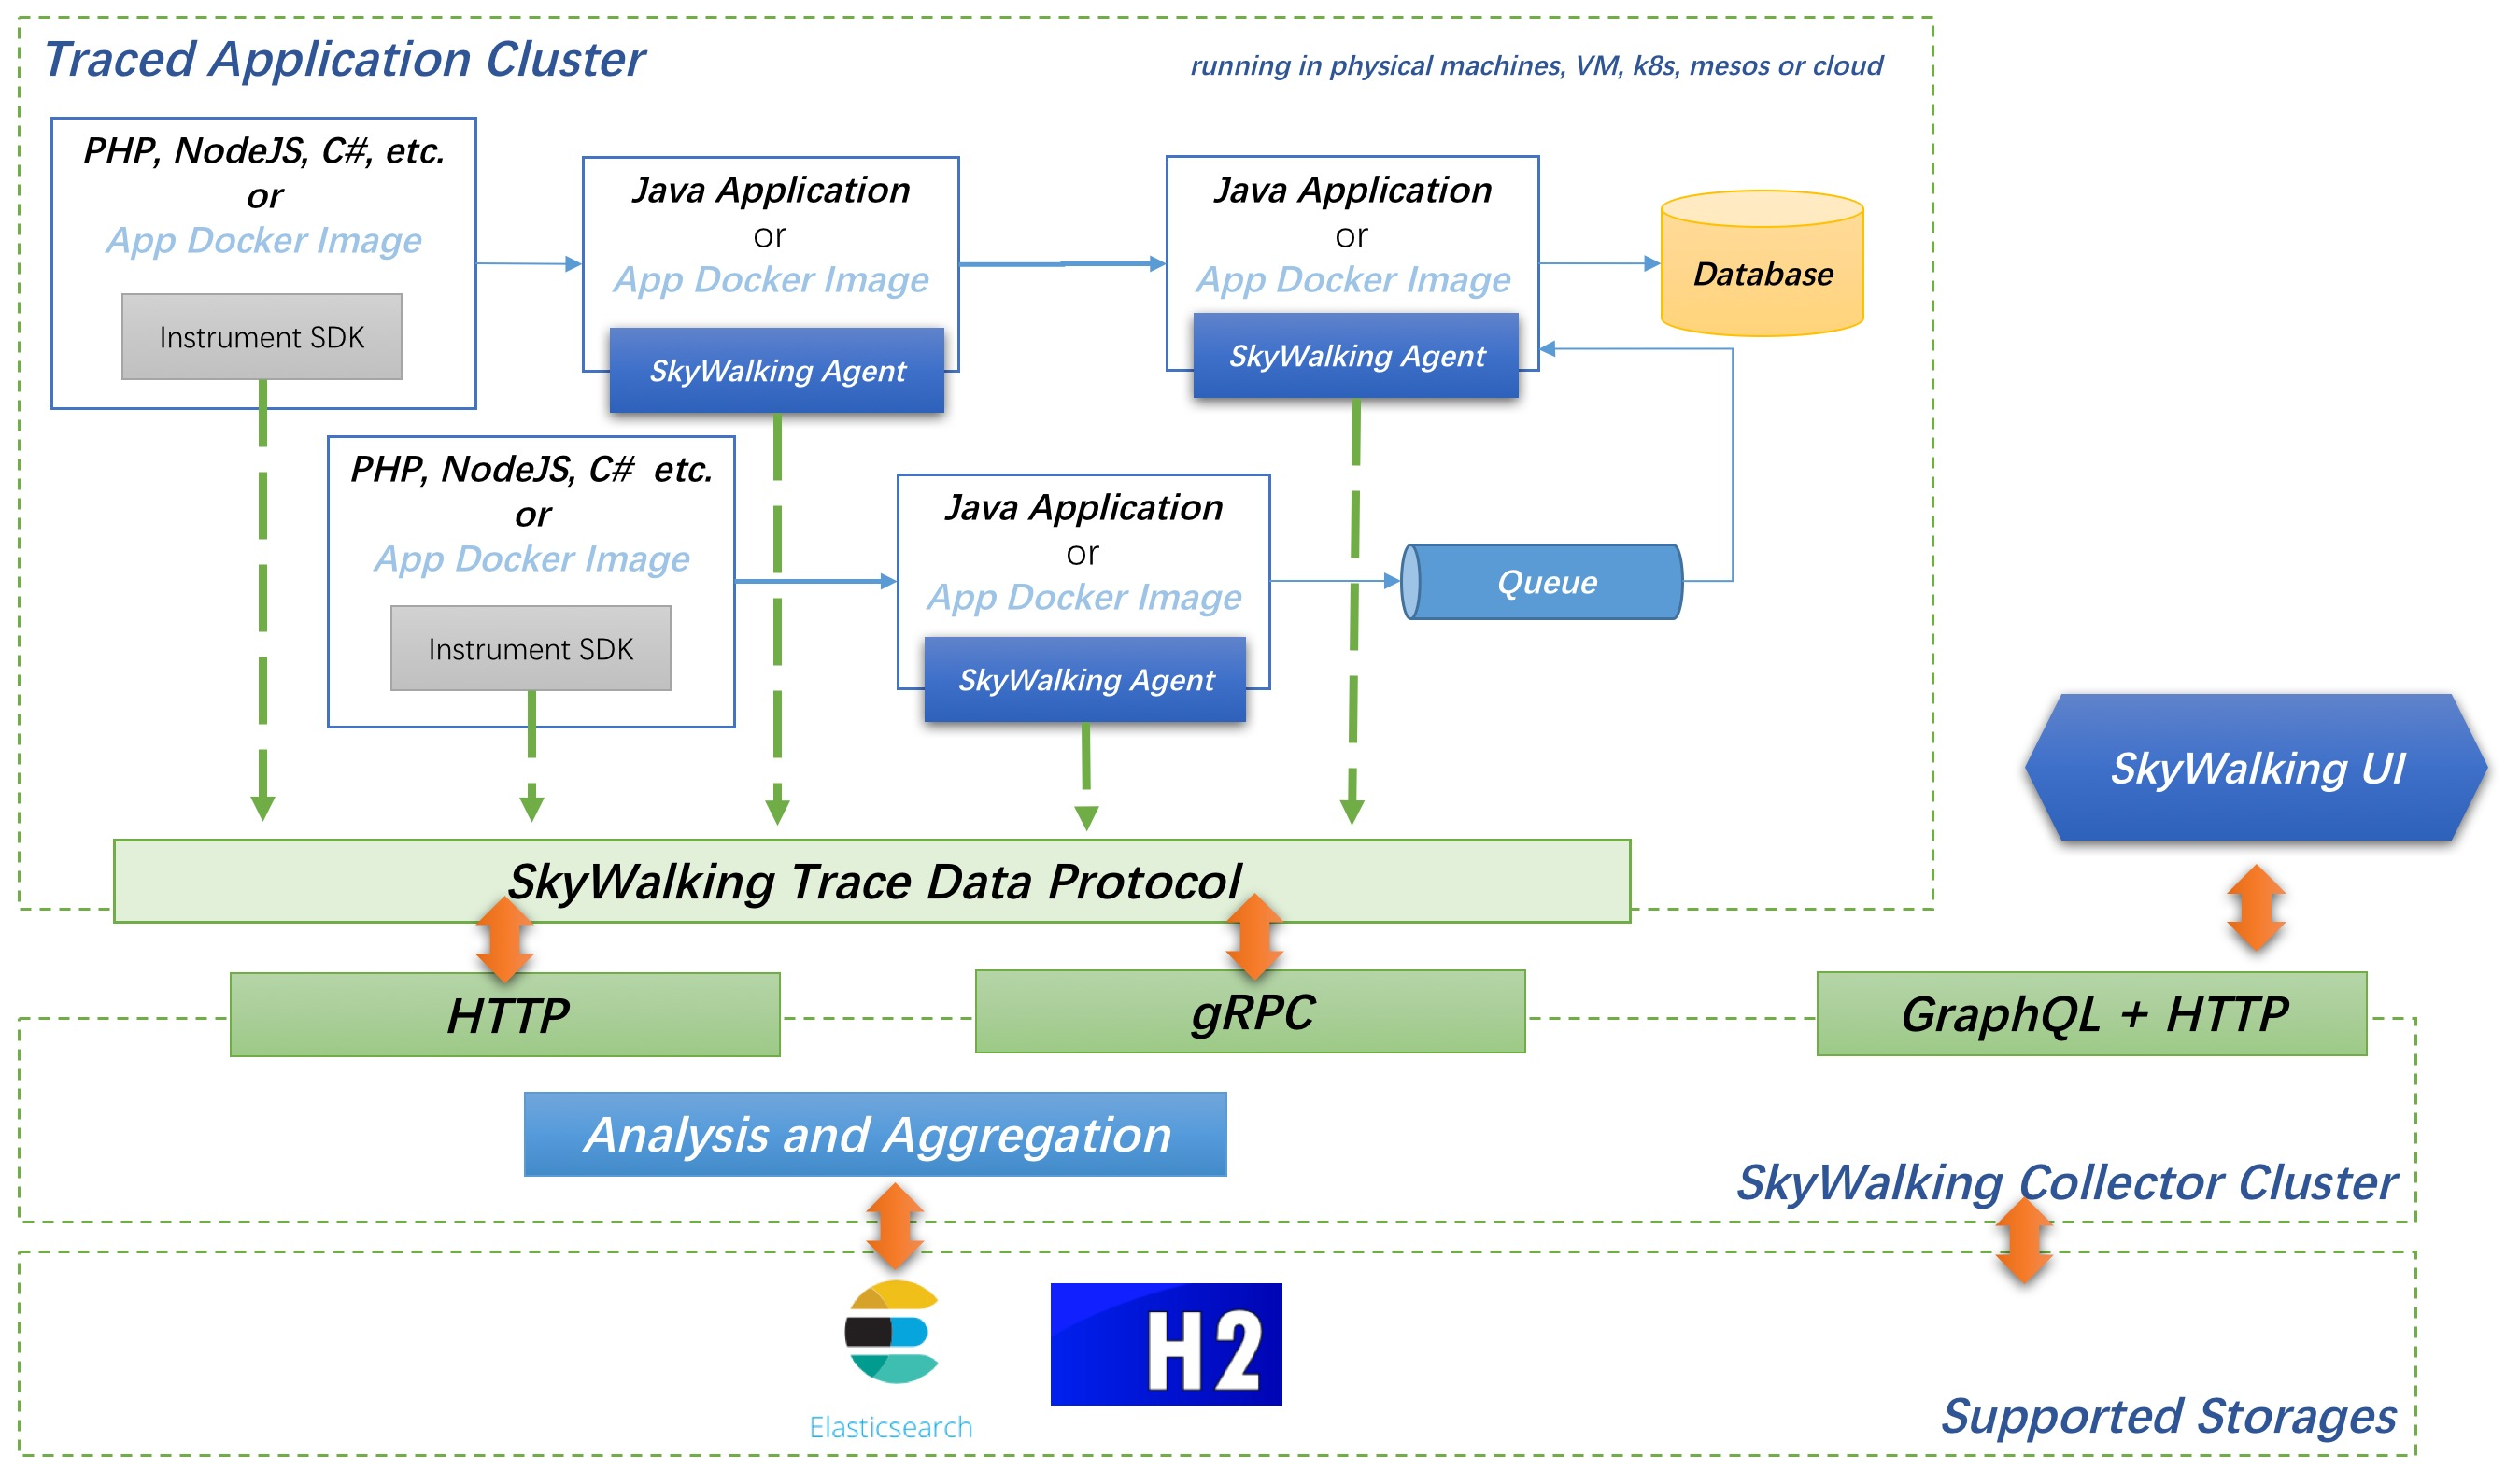 Traced Application Cluster
running in physical machines, VM, k8s, mesos or cloud
PHP, NodeJS, C#, etc.
or
App Docker Image
Instrument SDK
Java Application
or
App Docker Image
SkyWalking Agent
Java Application
or
App Docker Image
SkyWalking Agent
Database
PHP, NodeJS, C#  etc.
or
App Docker Image
Instrument SDK
Java Application
or
App Docker Image
SkyWalking Agent
Queue
SkyWalking UI
SkyWalking Trace Data Protocol
HTTP
gRPC
GraphQL + HTTP
Analysis and Aggregation
SkyWalking Collector Cluster
Elasticsearch
H2
Supported Storages